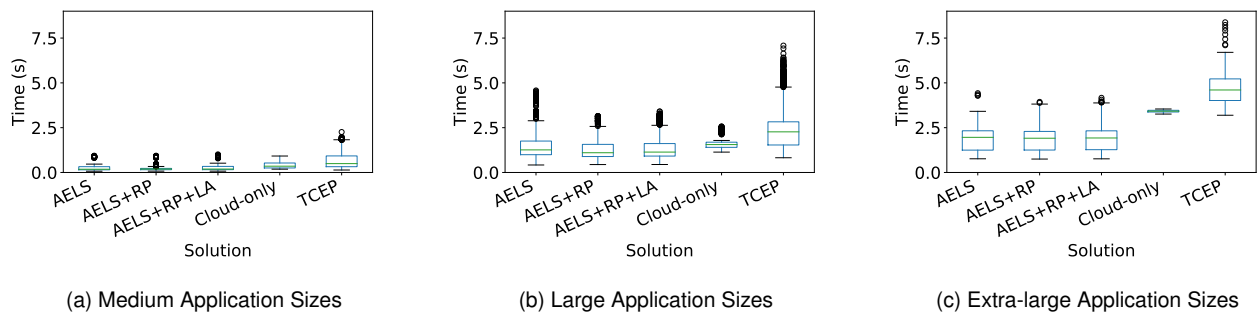 7.5
5.0
2.5
0.0
Time (s)
AELS
AELS+RP
AELS+RP+LA
Cloud-only
TCEP
Solution
(a) Medium Application Sizes
7.5
5.0
2.5
0.0
Time (s)
AELS
AELS+RP
AELS+RP+LA
Cloud-only
TCEP
Solution
(b) Large Application Sizes
7.5
5.0
2.5
0.0
Time (s)
AELS
AELS+RP
AELS+RP+LA
Cloud-only
TCEP
Solution
(c) Extra-large Application Sizes